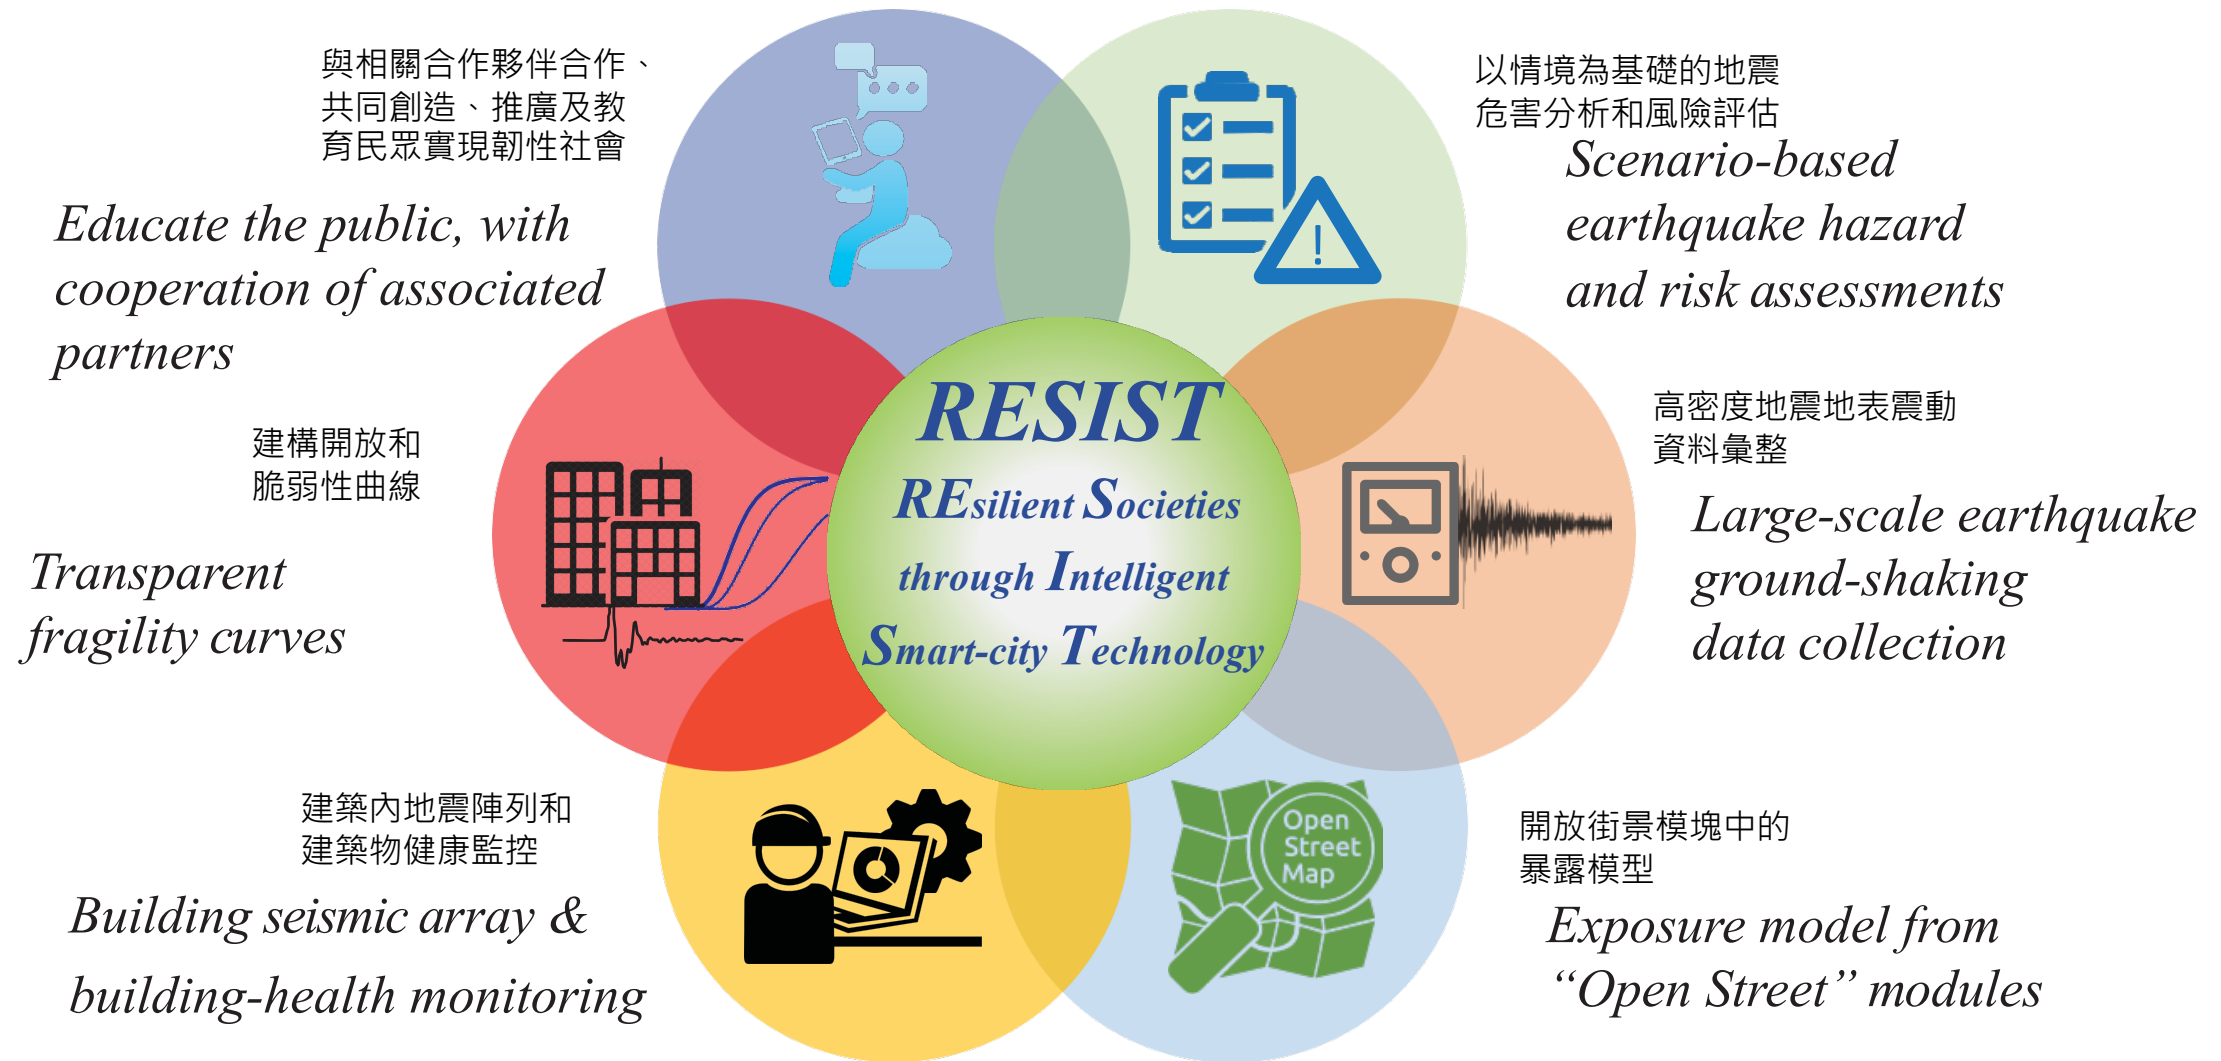 與相關合作夥伴合作、
共同創造、推廣及教
育民眾實現韌性社會
Educate the public, with
cooperation of associated
partners
以情境為基礎的地震
危害分析和風險評估
Scenario-based
earthquake hazard
and risk assessments
建構開放和
脆弱性曲線
Transparent
fragility curves
RESIST
REsilient Societies
through Intelligent
Smart-city Technology
高密度地震地表震動
資料彙整
Large-scale earthquake
ground-shaking
data collection
建築內地震陣列和
建築物健康監控
Building seismic array &
building-health monitoring
Open
Street
Map
開放街景模塊中的
暴露模型
Exposure model from
“Open Street” modules